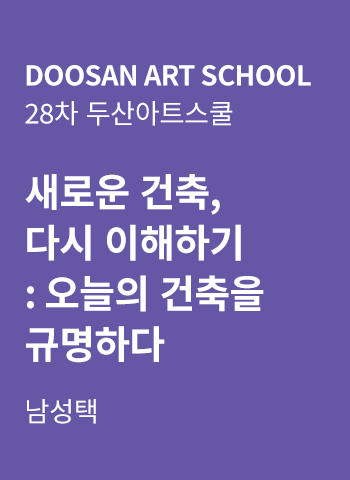 DOOSAN ART SCHOOL
28차 두산아트스쿨
새로운 건축,
다시 이해하기
: 오늘의 건축을
규명하다
남성택